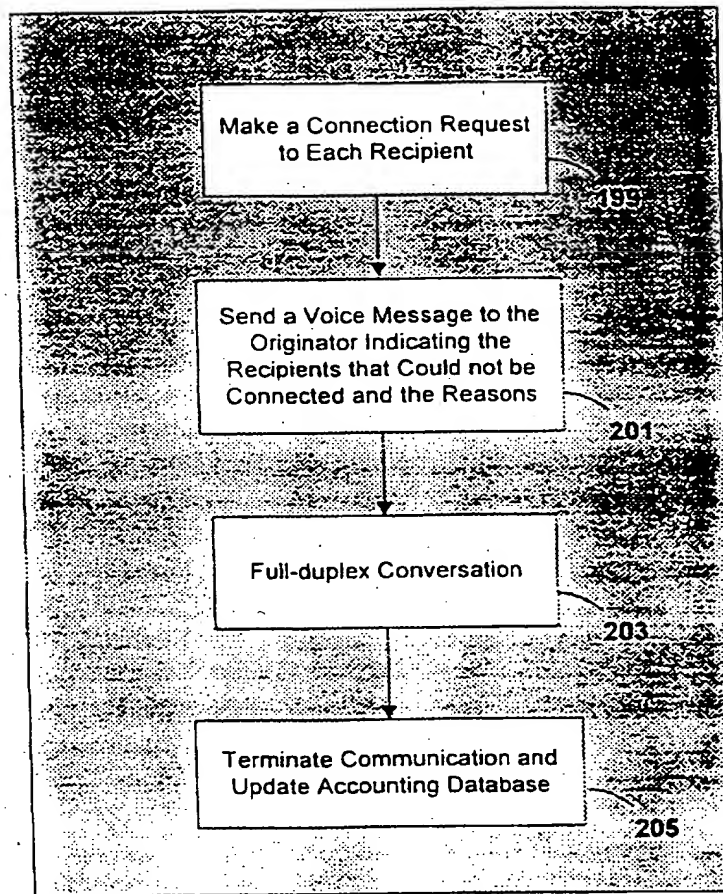 Make a Connection Request
to Each Recipient
199
Send a Voice Message to the
Originator Indicating the
Recipients that Could not be
Connected and the Reasons
201
Full-duplex Conversation
203
Terminate Communication and
Update Accounting Database
205